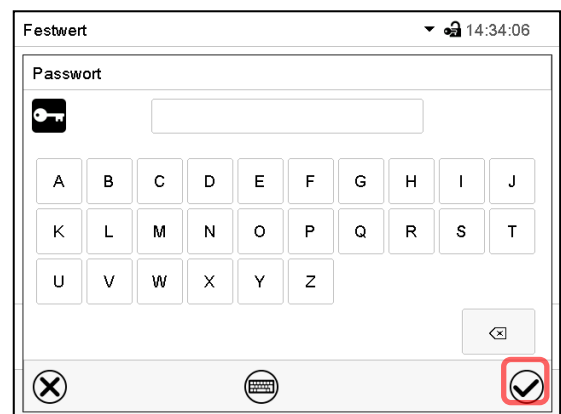 Festwert 14:34:06
Passwort
A B C D E F G H I J
K L M N O P Q R S T
U V W X Y Z